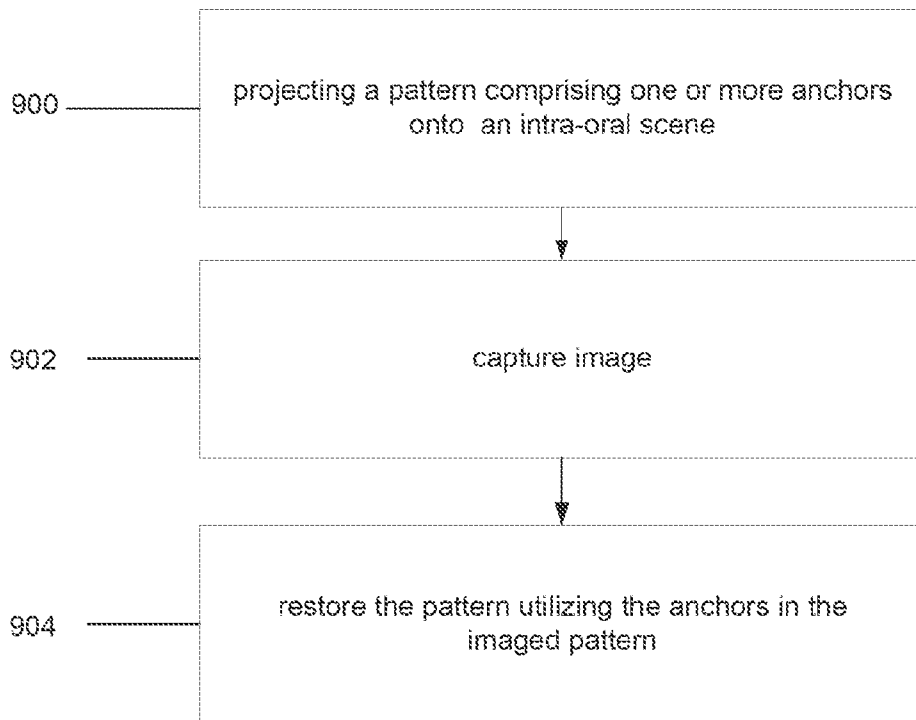 900
projecting a pattern comprising one or more anchors
onto an intra-oral scene
902
capture image
904
restore the pattern utilizing the anchors in the
imaged pattern